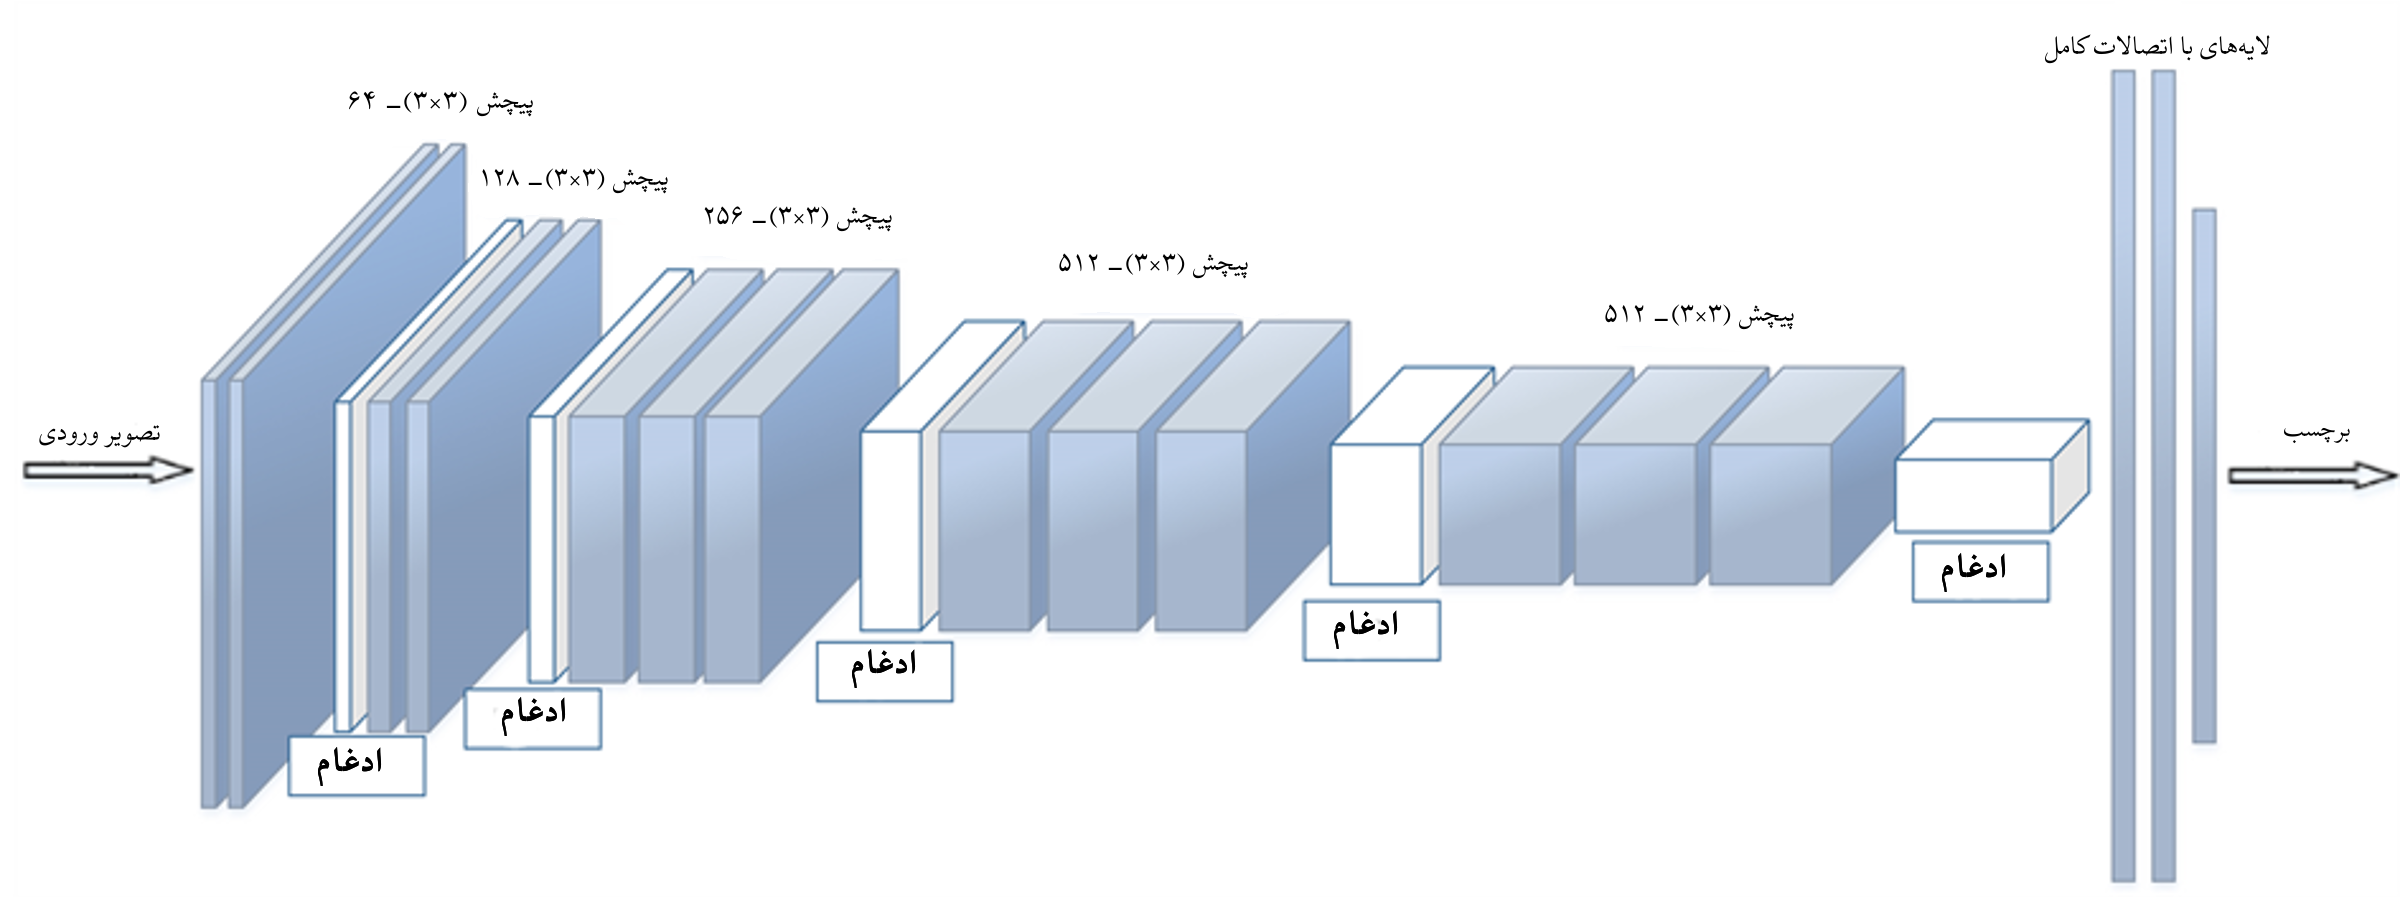 لایه‌های با اتصالات کامل
پیچش (۳×۳)ـ ۶۴
پیچش (۳×۳)ـ ۱۲۸
پیچش (۳×۳)ـ ۲۵۶
پیچش (۳×۳)ـ ۵۱۲
پیچش (۳×۳)ـ ۵۱۲
تصویر ورودی
برچسب
ادغام
ادغام
ادغام
ادغام
ادغام